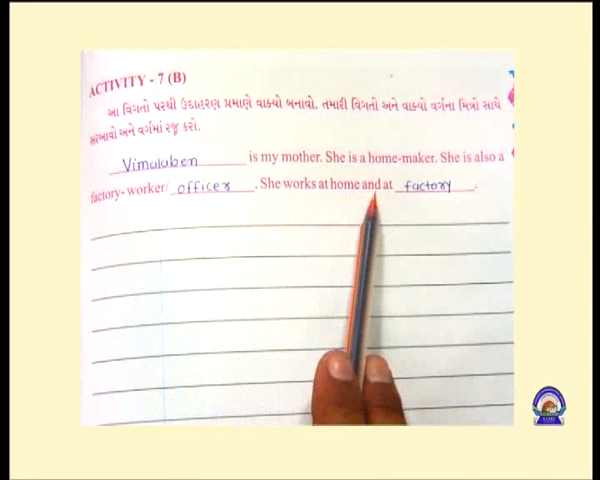 ACTIVITY - 7 (B)
આ વિગતો પરથી ઉદાહરણ પ્રમાણે વાક્યો બનાવો. તમારી વિગતો અને વાક્યો વર્ગના મિત્રો સાથે
સરખાવો અને વર્ગમાં રજૂ કરો.
Vimalaben is my mother. She is a home-maker. She is also a
factory- worker/ officer. She works at home and at factory.